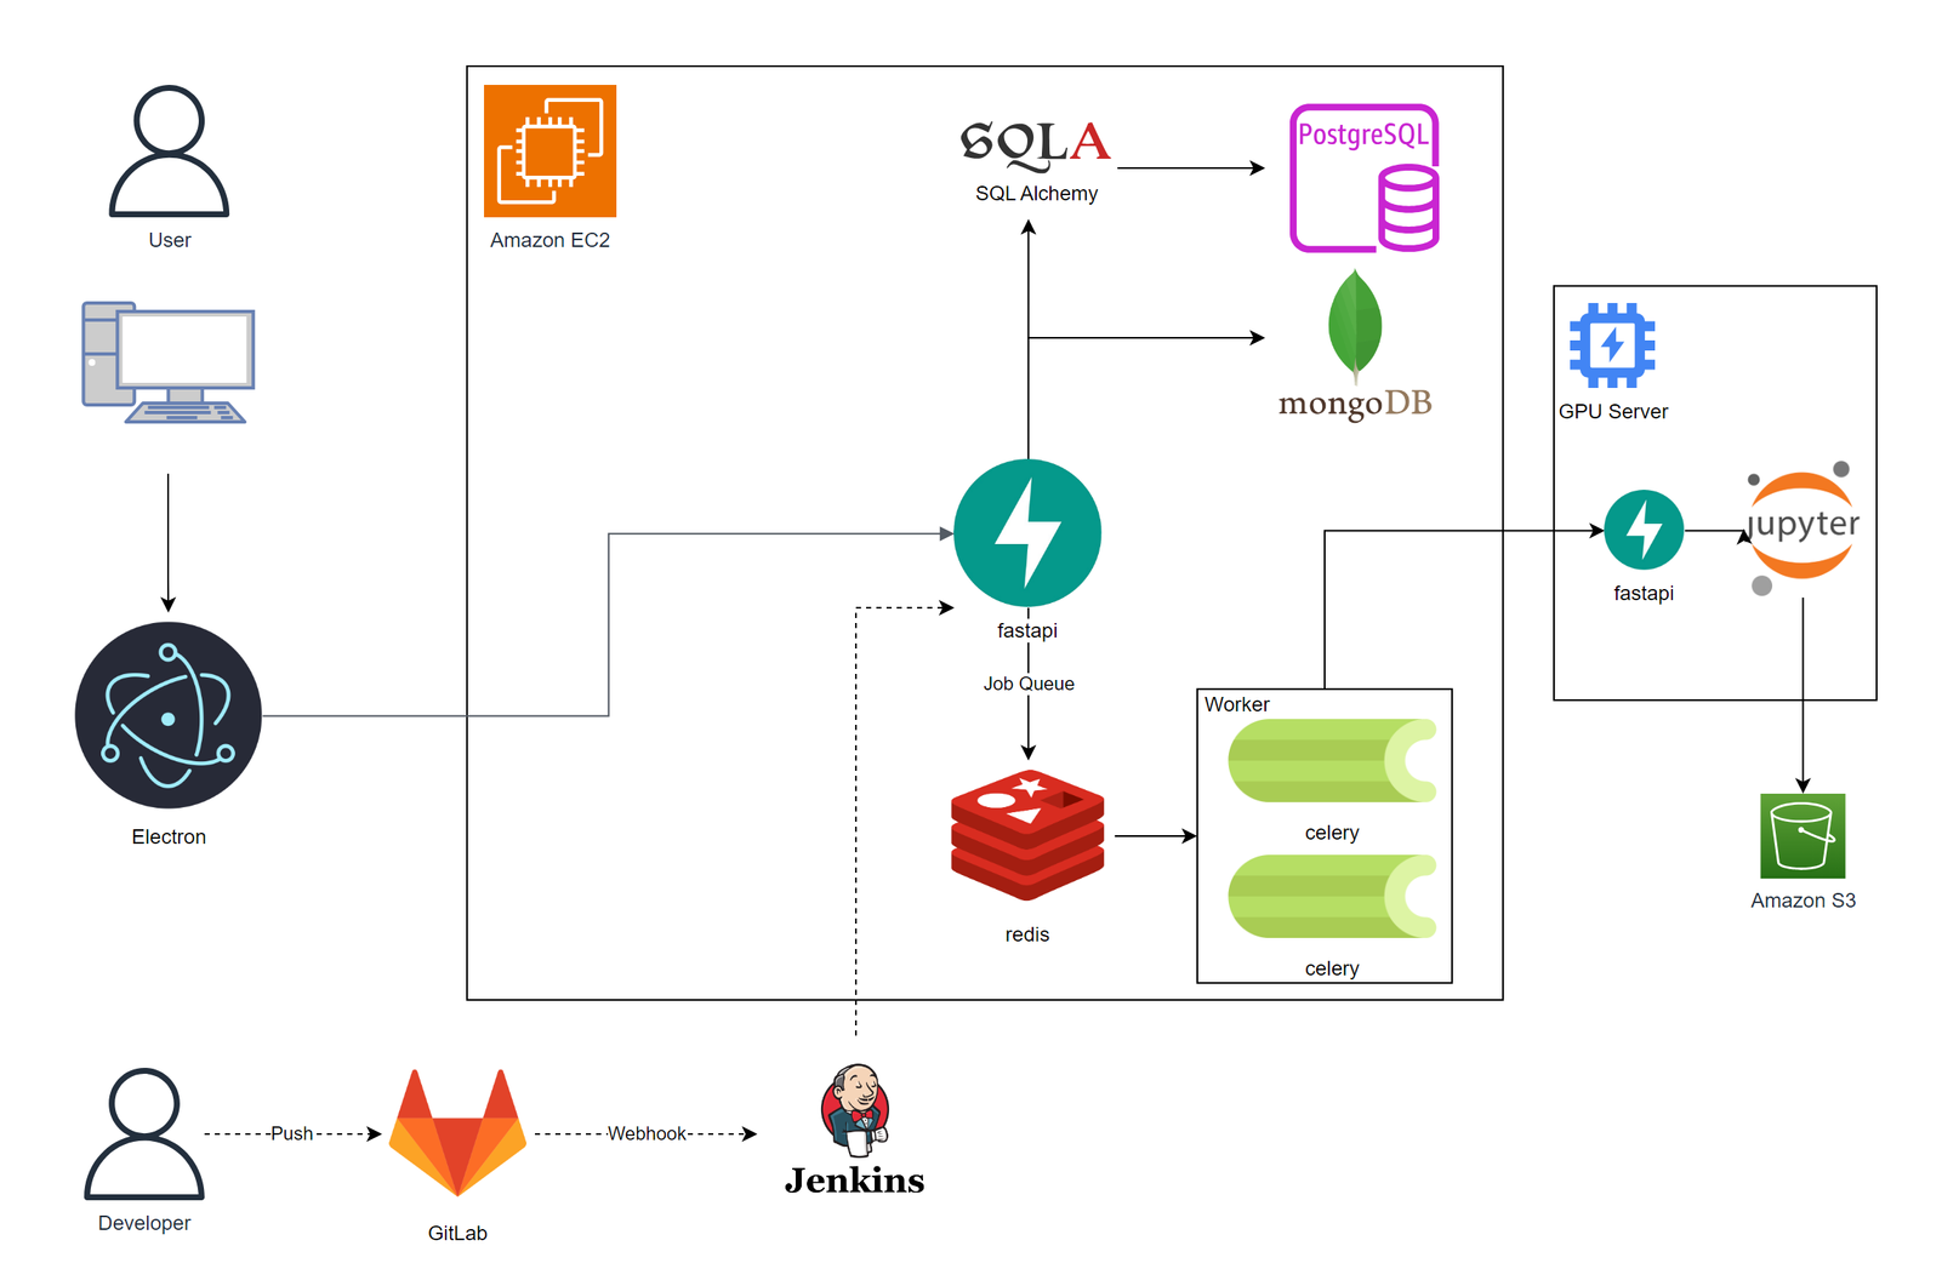 User
Amazon EC2
SQLA
SQL Alchemy
PostgreSQL
mongoDB
GPU Server
jupyter
fastapi
fastapi
Job Queue
Worker
celery
celery
redis
Electron
Amazon S3
Push
Webhook
Jenkins
Developer
GitLab